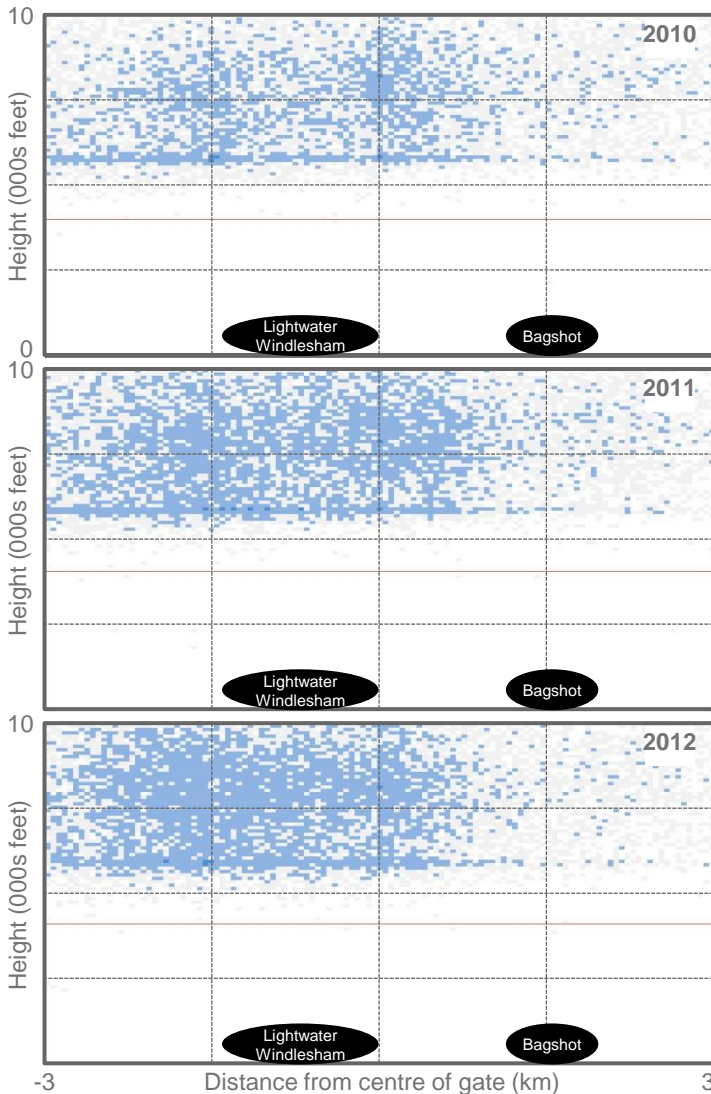 10
2010
Height (000s feet)
Lightwater
Windlesham
Bagshot
0
10
2011
Height (000s feet)
Lightwater
Windlesham
Bagshot
10
2012
Height (000s feet)
Lightwater
Windlesham
Bagshot
-3
Distance from centre of gate (km)
3